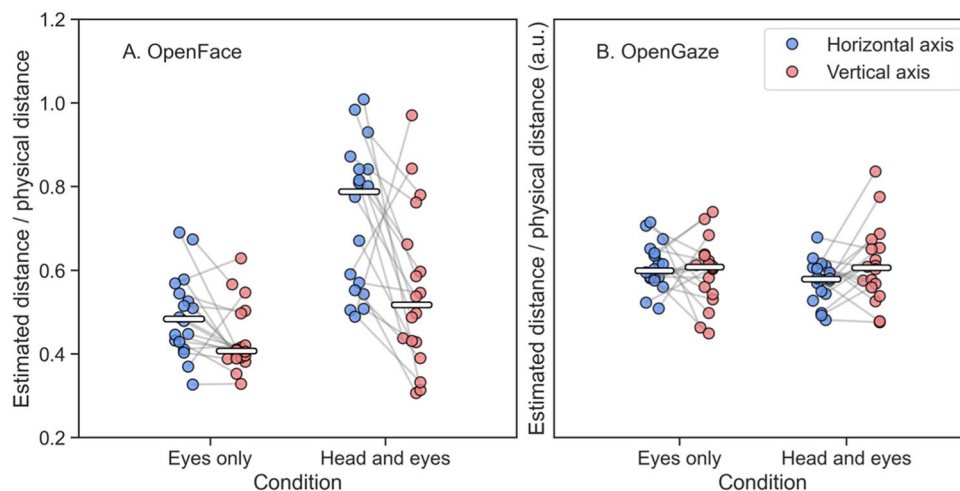 A. OpenFace
Estimated distance / physical distance
1.2
1.0
0.8
0.6
0.4
0.2
Eyes only
Head and eyes
Condition
B. OpenGaze
Estimated distance / physical distance (a.u.)
Horizontal axis
Vertical axis
Eyes only
Head and eyes
Condition